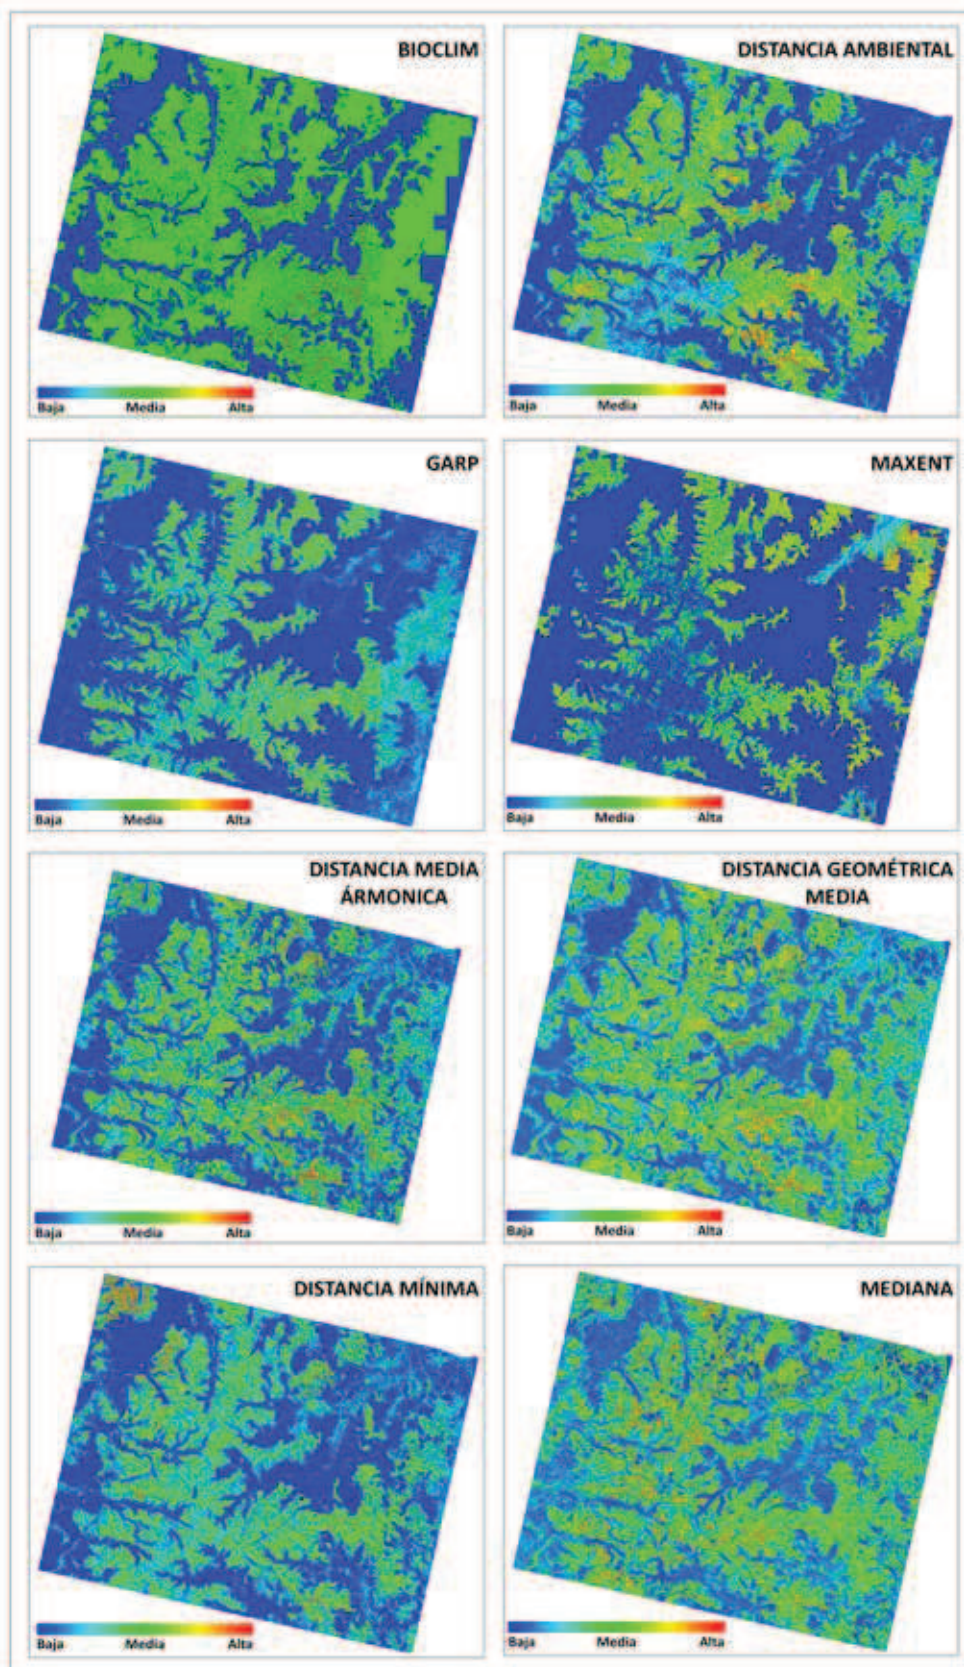 BIOCLIM
Baja Media Alta
DISTANCIA AMBIENTAL
Baja Media Alta
GARP
Baja Media Alta
MAXENT
Baja Media Alta
DISTANCIA MEDIA
ÁRMONICA
Baja Media Alta
DISTANCIA GEOMÉTRICA
MEDIA
Baja Media Alta
DISTANCIA MÍNIMA
Baja Media Alta
MEDIANA
Baja Media Alta